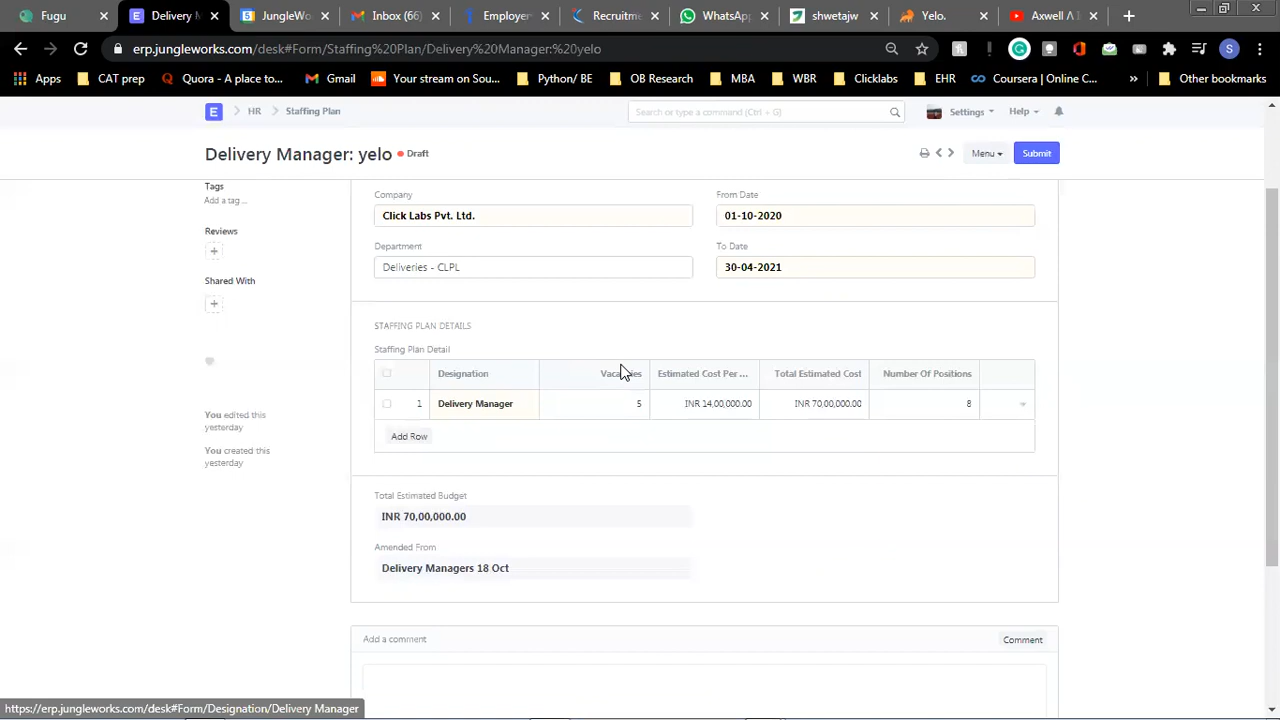 Fugu
Delivery M
JungleWo
Inbox (66)
Employer
Recruitme
WhatsApp
shwetajw
Yelo.
Axwell Λ I
erp.jungleworks.com/desk#Form/Staffing%20Plan/Delivery%20Manager:%20yelo
Apps
CAT prep
Quora - A place to...
Gmail
Your stream on Sou...
Python/ BE
OB Research
MBA
WBR
Clicklabs
EHR
Coursera | Online C...
»
Other bookmarks
E
HR
Staffing Plan
Search or type a command (Ctrl + G)
Settings
Help
Delivery Manager: yelo
Draft
Menu
Submit
Tags
Add a tag ...
Reviews
Shared With
You edited this
yesterday
You created this
yesterday
Company
Click Labs Pvt. Ltd.
From Date
01-10-2020
Department
Deliveries - CLPL
To Date
30-04-2021
STAFFING PLAN DETAILS
Staffing Plan Detail
Designation
Vacancies
Estimated Cost Per ...
Total Estimated Cost
Number Of Positions
1
Delivery Manager
5
INR 14,00,000.00
INR 70,00,000.00
8
Add Row
Total Estimated Budget
INR 70,00,000.00
Amended From
Delivery Managers 18 Oct
Add a comment
Comment
https://erp.jungleworks.com/desk#Form/Designation/Delivery Manager